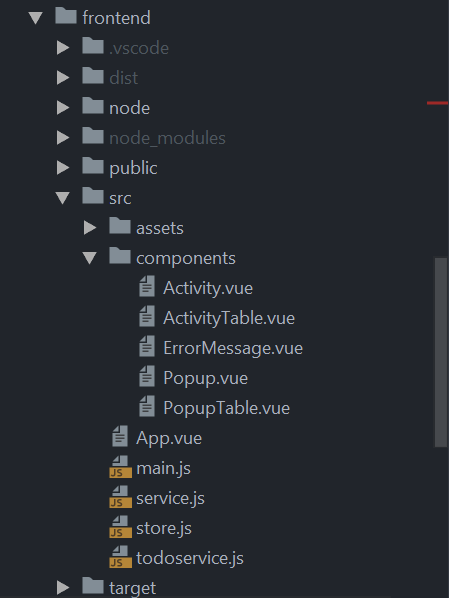 frontend
.vscode
dist
node
node_modules
public
src
assets
components
Activity.vue
ActivityTable.vue
ErrorMessage.vue
Popup.vue
PopupTable.vue
App.vue
JS main.js
JS service.js
JS store.js
JS todoservice.js
target